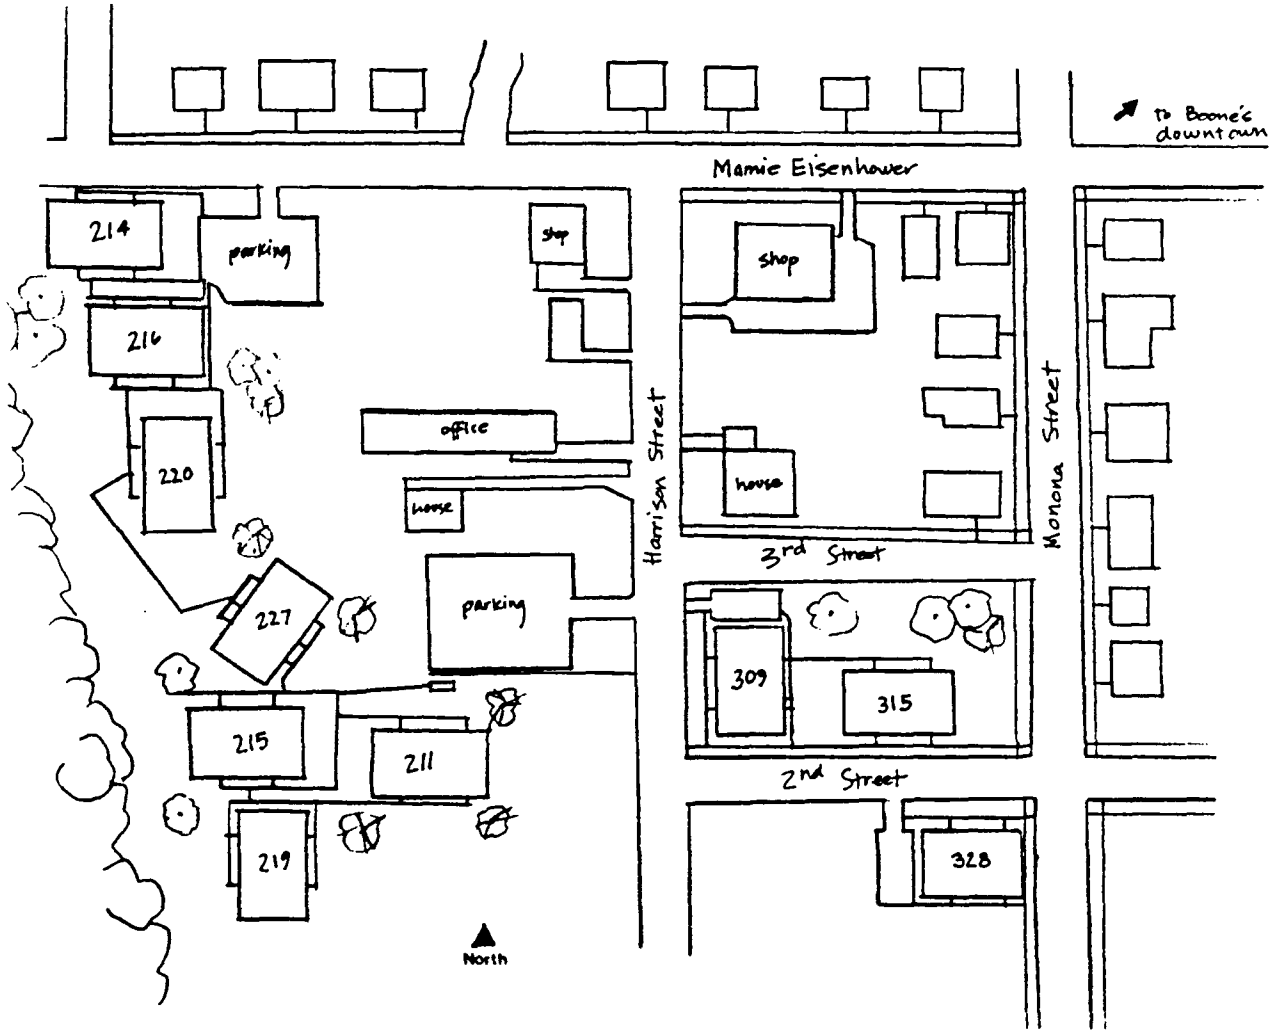 to Boone's
downtown
Mamie Eisenhower
214
parking
shop
shop
216
Harrison Street
Monona Street
office
220
house
house
3rd Street
227
parking
309
315
215
211
2nd Street
219
328
North